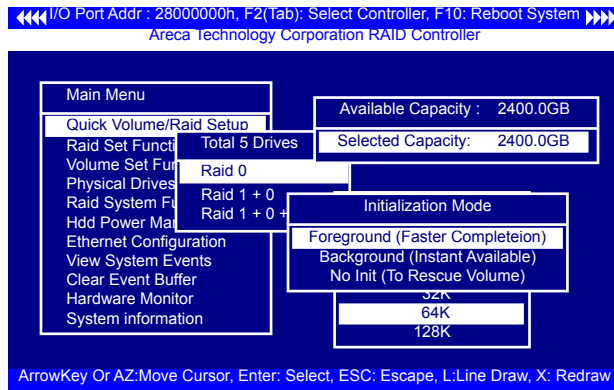 I/O Port Addr : 28000000h, F2(Tab): Select Controller, F10: Reboot System
Areca Technology Corporation RAID Controller
Main Menu
Quick Volume/Raid Setup
Raid Set Functi
Volume Set Fun
Physical Drives
Raid System Fu
Hdd Power Man
Ethernet Configuration
View System Events
Clear Event Buffer
Hardware Monitor
System information
Total 5 Drives
Raid 0
Raid 1 + 0
Raid 1 + 0 +
Available Capacity : 2400.0GB
Selected Capacity: 2400.0GB
Initialization Mode
Foreground (Faster Completeion)
Background (Instant Available)
No Init (To Rescue Volume)
32K
64K
128K
ArrowKey Or AZ:Move Cursor, Enter: Select, ESC: Escape, L:Line Draw, X: Redraw